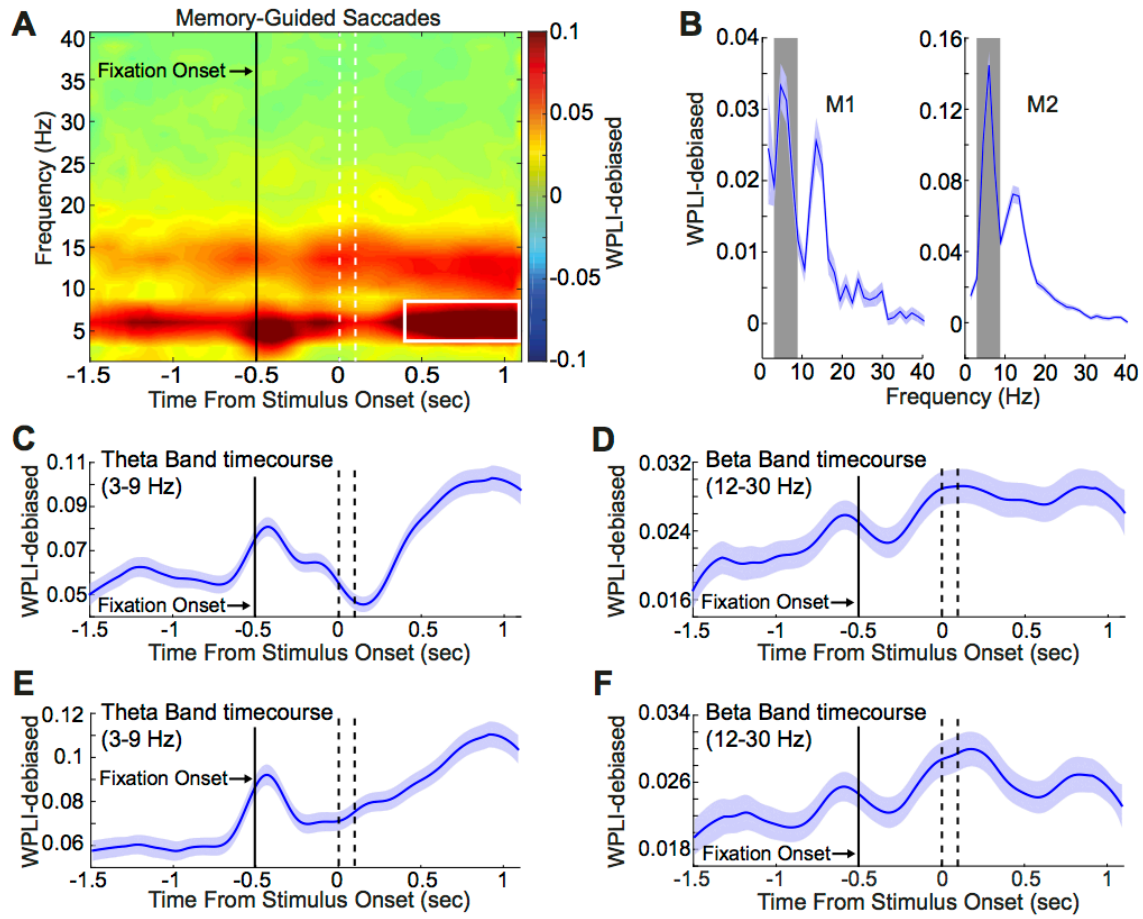 A
Memory-Guided Saccades
40
35
30
25
20
15
10
5
Frequency (Hz)
Fixation Onset
-1.5
-1
-0.5
0
0.5
1
Time From Stimulus Onset (sec)
0.1
0.05
0
-0.05
-0.1
WPLI-debiased
B
0.04
0.03
0.02
0.01
0
WPLI-debiased
M1
0 10 20 30 40
0.16
0.12
0.08
0.04
0
M2
0 10 20 30 40
Frequency (Hz)
C
Theta Band timecourse
(3-9 Hz)
0.11
0.09
0.07
0.05
WPLI-debiased
Fixation Onset
-1.5 -1 -0.5 0 0.5 1
Time From Stimulus Onset (sec)
D
Beta Band timecourse
(12-30 Hz)
0.032
0.024
0.016
WPLI-debiased
Fixation Onset
-1.5 -1 -0.5 0 0.5 1
Time From Stimulus Onset (sec)
E
Theta Band timecourse
(3-9 Hz)
0.12
0.1
0.08
0.06
WPLI-debiased
Fixation Onset
-1.5 -1 -0.5 0 0.5 1
Time From Stimulus Onset (sec)
F
Beta Band timecourse
(12-30 Hz)
0.034
0.026
0.018
WPLI-debiased
Fixation Onset
-1.5 -1 -0.5 0 0.5 1
Time From Stimulus Onset (sec)